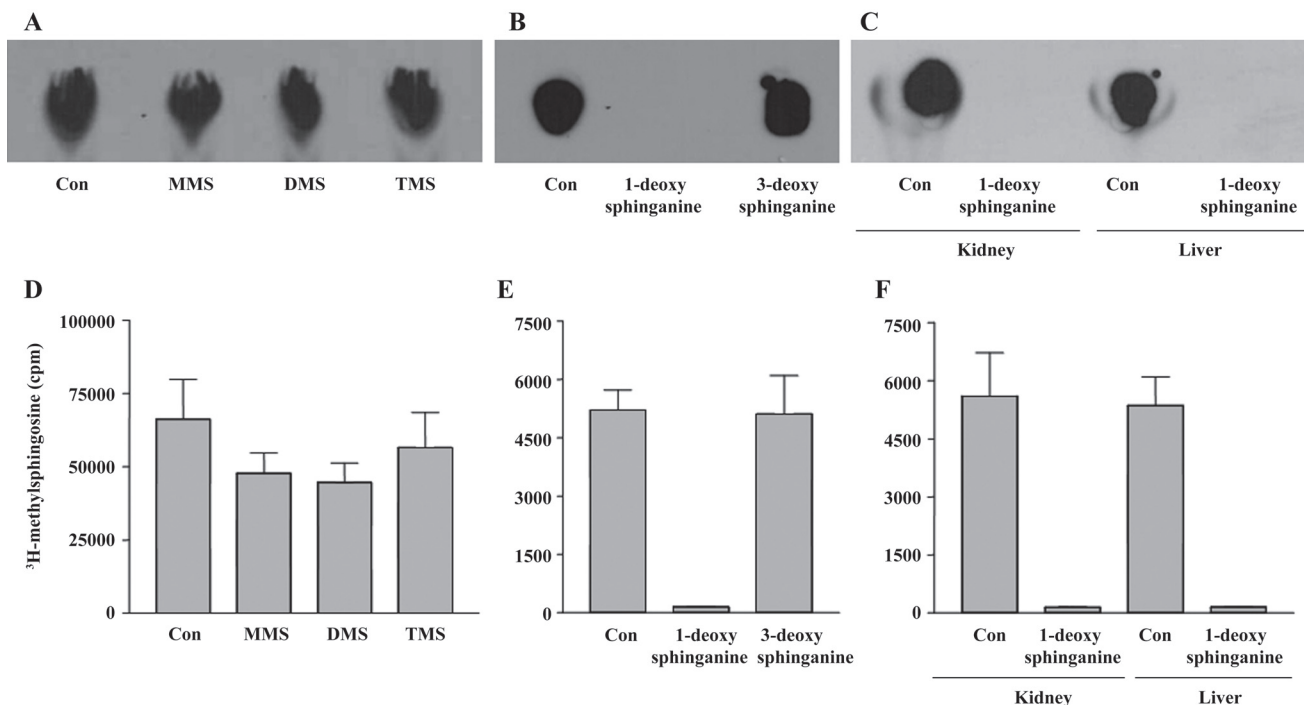 A
B
C
Con MMS DMS TMS
Con 1-deoxy 3-deoxy
sphinganine sphinganine
Con 1-deoxy Con 1-deoxy
sphinganine sphinganine
Kidney Liver
D
E
F
³H-methylsphingosine (cpm)
100000
75000
50000
25000
0
Con MMS DMS TMS
7500
6000
4500
3000
1500
0
Con 1-deoxy 3-deoxy
sphinganine sphinganine
7500
6000
4500
3000
1500
0
Con 1-deoxy Con 1-deoxy
sphinganine sphinganine
Kidney Liver